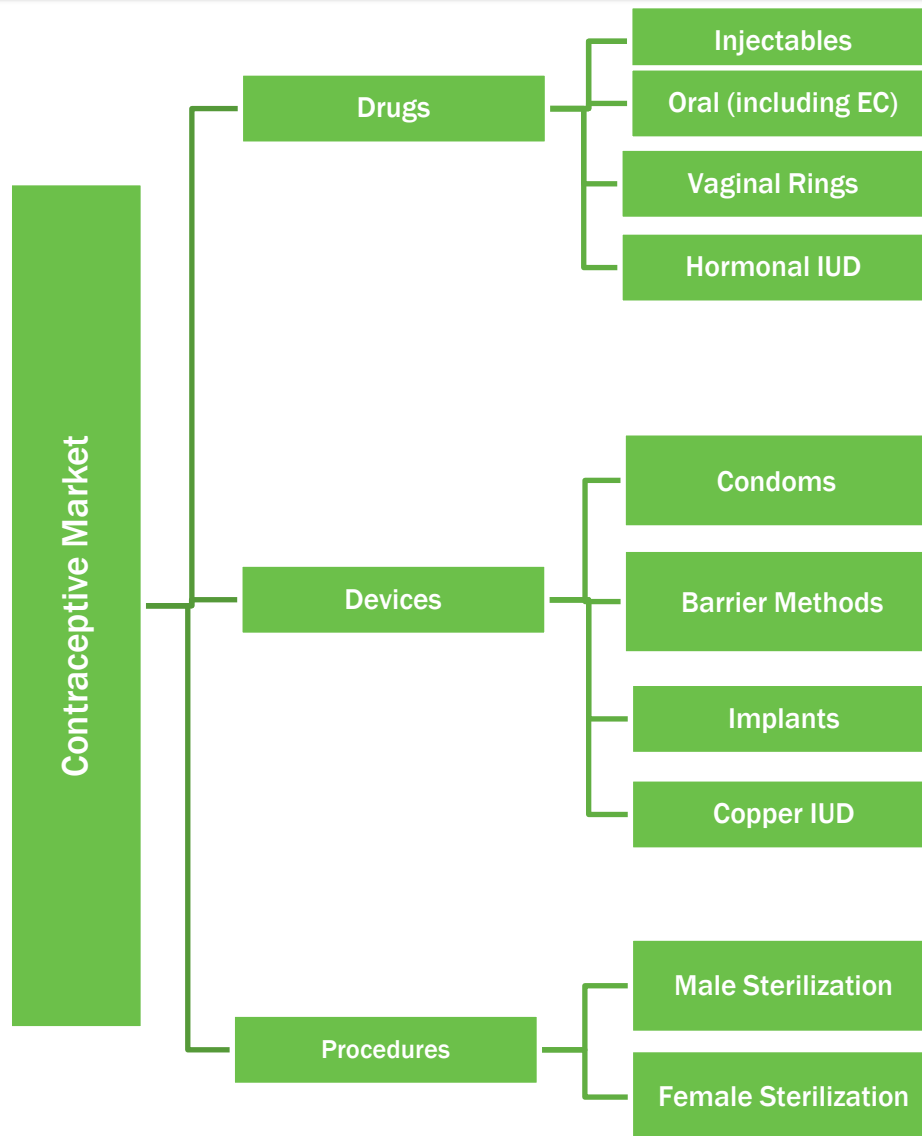 Contraceptive Market
Drugs
Injectables
Oral (including EC)
Vaginal Rings
Hormonal IUD
Devices
Condoms
Barrier Methods
Implants
Copper IUD
Procedures
Male Sterilization
Female Sterilization